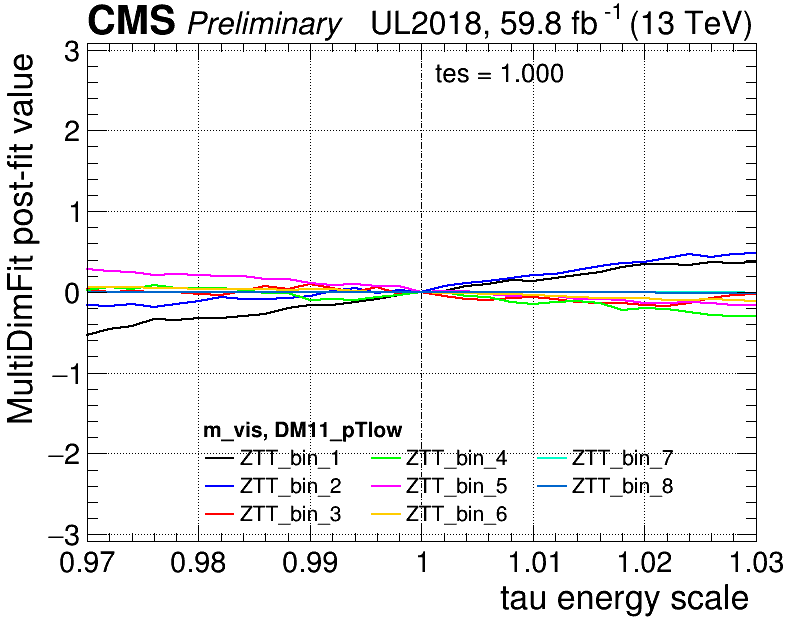 CMS Preliminary UL2018, 59.8 fb-1 (13 TeV)
MultiDimFit post-fit value
3
2
1
0
−1
−2
−3
tes = 1.000
m_vis, DM11_pTlow
ZTT_bin_1 ZTT_bin_4 ZTT_bin_7
ZTT_bin_2 ZTT_bin_5 ZTT_bin_8
ZTT_bin_3 ZTT_bin_6
0.97 0.98 0.99 1 1.01 1.02 1.03
tau energy scale